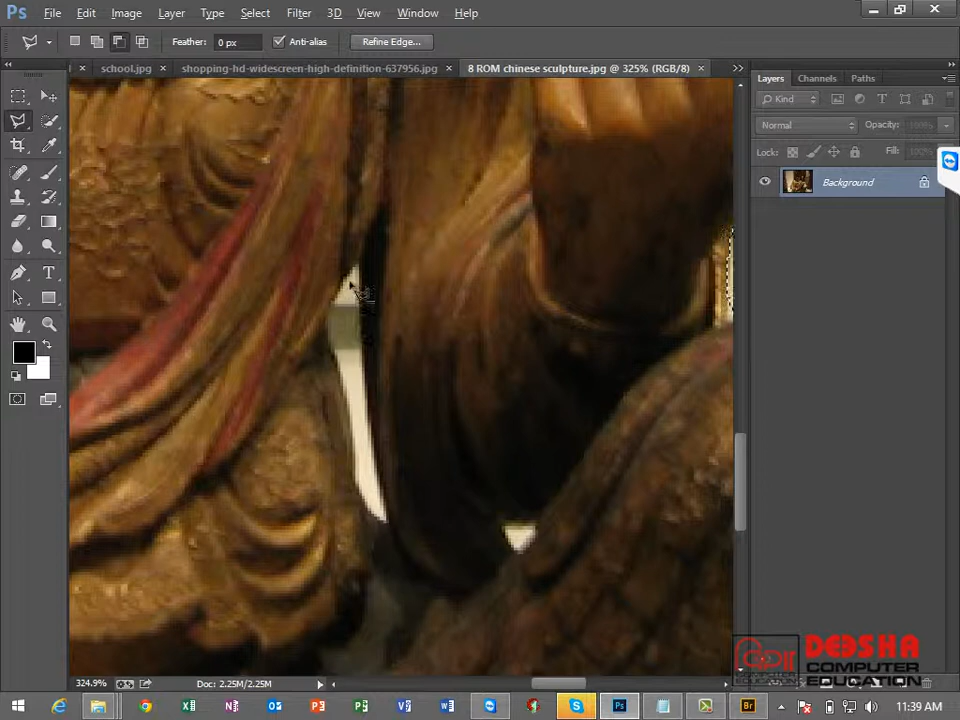 Ps File Edit Image Layer Type Select Filter 3D View Window Help
Feather: 0 px Anti-alias Refine Edge...
school.jpg × shopping-hd-widescreen-high-definition-637956.jpg × 8 ROM chinese sculpture.jpg @ 325% (RGB/8) ×
Layers Channels Paths
Kind
Normal Opacity: 100%
Lock: Fill: 100%
Background
324.9% Doc: 2.25M/2.25M
DEESHA
COMPUTER
EDUCATION
11:39 AM